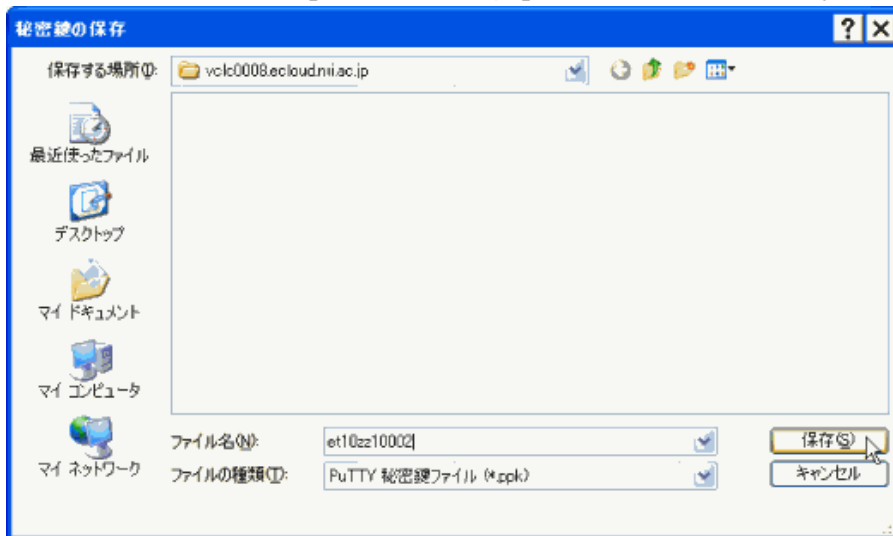 秘密鍵の保存
保存する場所(I):
vclc0008.ecloud.nii.ac.jp
最近使ったファイル
デスクトップ
マイ ドキュメント
マイ コンピュータ
マイ ネットワーク
ファイル名(N):
et10zz10002
保存(S)
ファイルの種類(T):
PuTTY 秘密鍵ファイル (*.ppk)
キャンセル